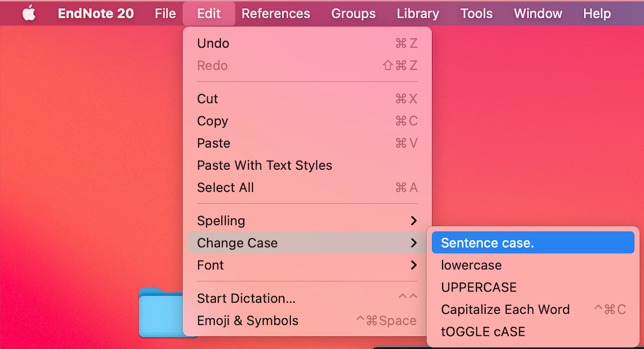 EndNote 20 File Edit References Groups Library Tools Window Help
Undo ⌘Z
Redo ⇧⌘Z
Cut ⌘X
Copy ⌘C
Paste ⌘V
Paste With Text Styles
Select All ⌘A
Spelling
Change Case
Font
Start Dictation... ^^
Emoji & Symbols ^⌘Space
Sentence case.
lowercase
UPPERCASE
Capitalize Each Word ^⌘C
tOGGLE cASE